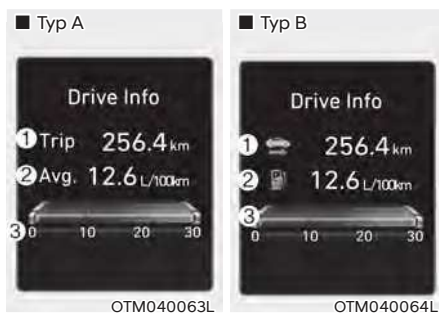 ■ Typ A
Drive Info
① Trip 256.4 km
② Avg. 12.6 L/100km
③
0 10 20 30
OTM040063L
■ Typ B
Drive Info
① 256.4 km
② 12.6 L/100km
③
0 10 20 30
OTM040064L